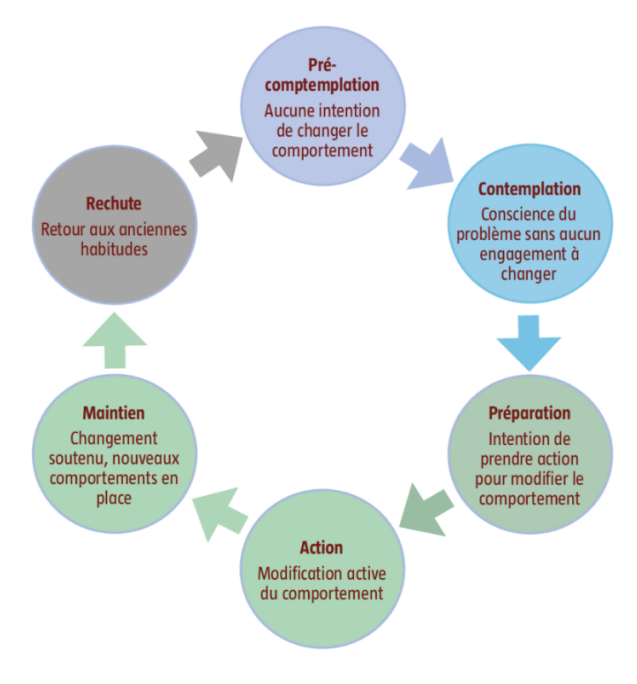 Pré-
comptemplation
Aucune intention
de changer le
comportement
Contemplation
Conscience du
problème sans aucun
engagement à
changer
Préparation
Intention de
prendre action
pour modifier le
comportement
Action
Modification active
du comportement
Maintien
Changement
soutenu, nouveaux
comportements en
place
Rechute
Retour aux anciennes
habitudes